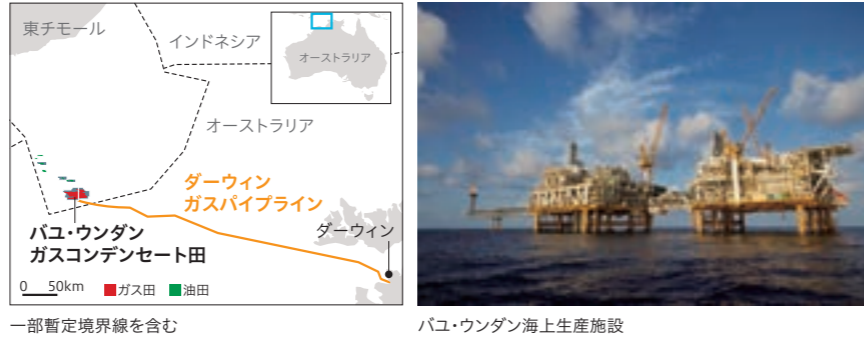 東チモール
インドネシア
オーストラリア
オーストラリア
ダーウィン
ガスパイプライン
バユ・ウンダン
ガスコンデンセート田
ダーウィン
0 50km ガス田 油田
一部暫定境界線を含む
バユ・ウンダン海上生産施設